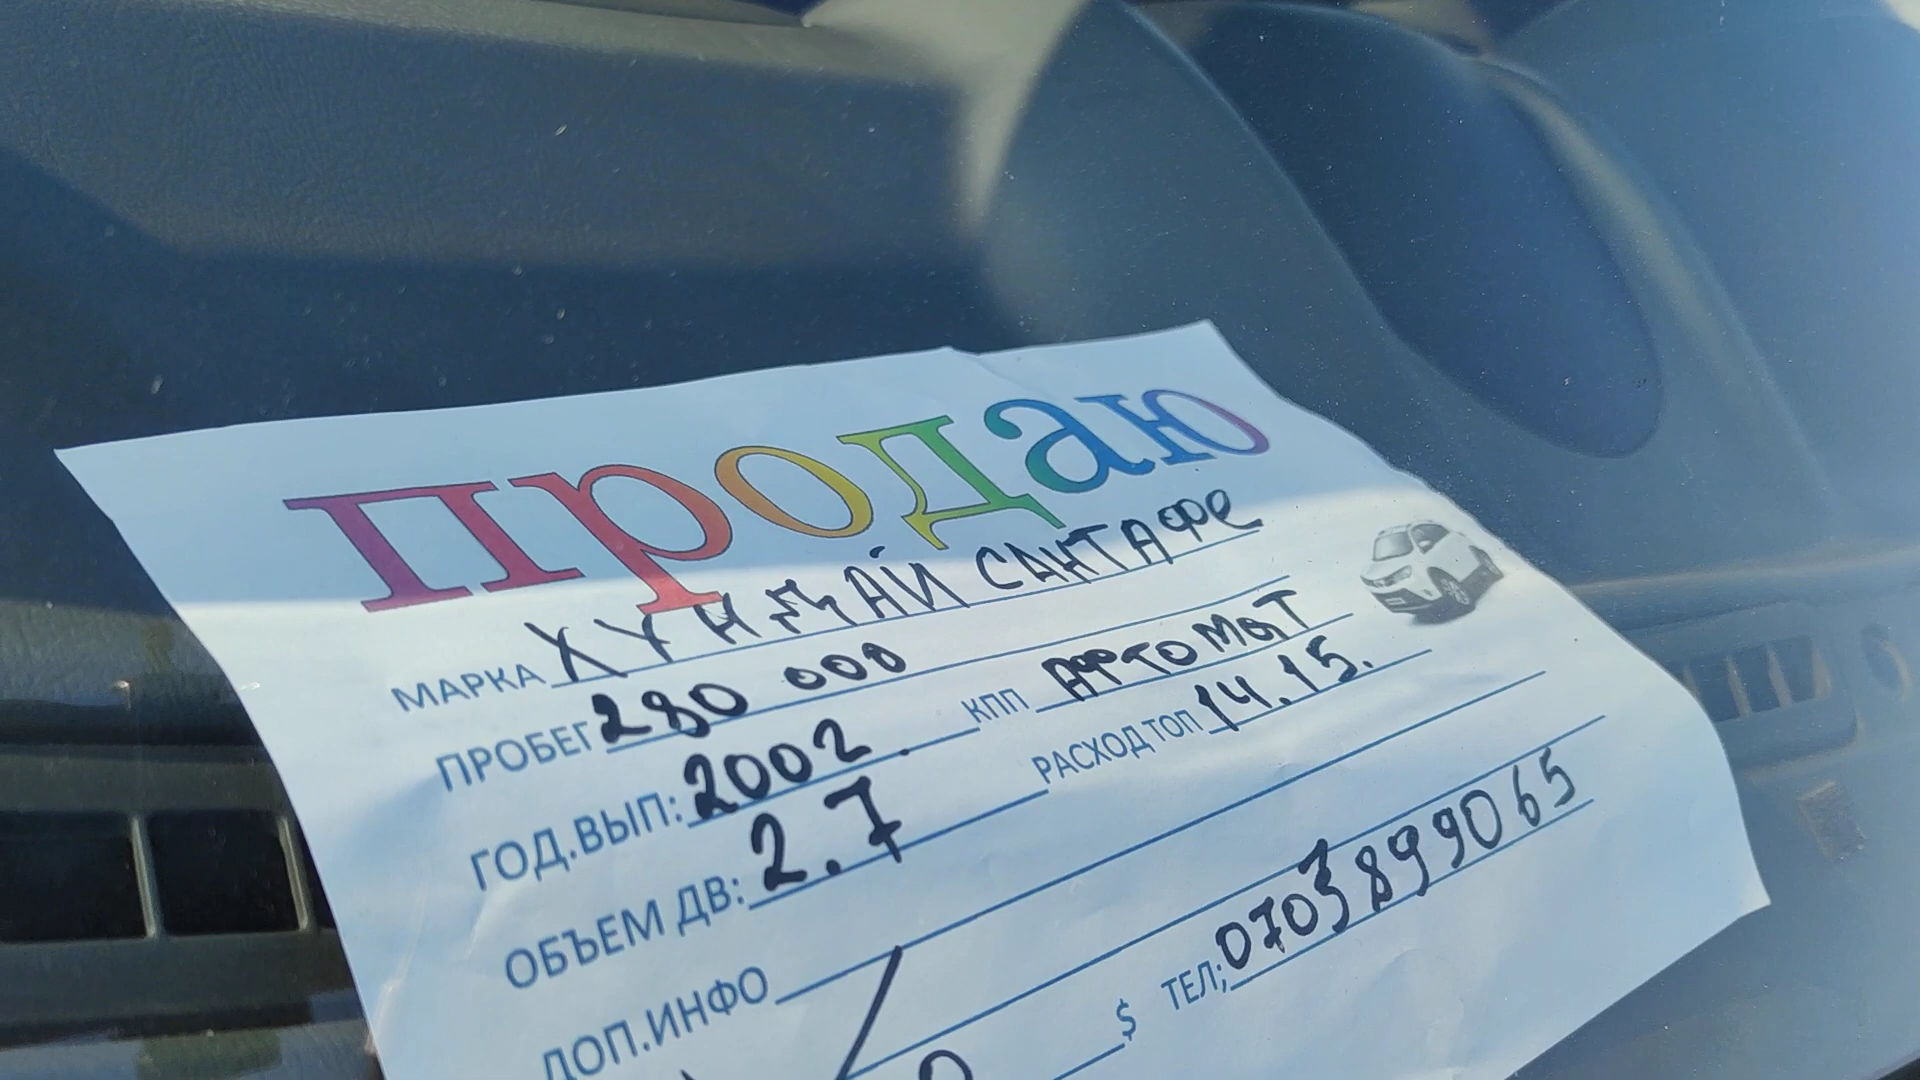 продаю
МАРКА ХУНДАЙ САНТАФе
ПРОБЕГ 280 000
ГОД.ВЫП: 2002. КПП АФТОМАТ
ОБЪЕМ ДВ: 2.7 РАСХОД ТОП 14.15.
ДОП.ИНФО
$ ТЕЛ; 0703899065